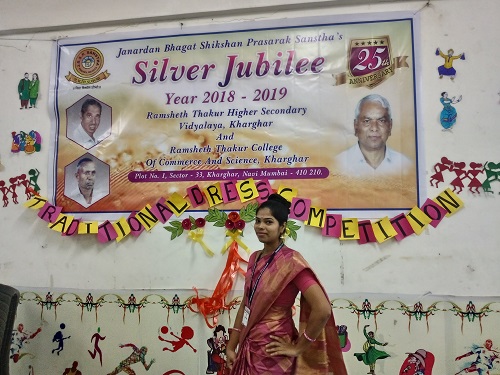 Janardan Bhagat Shikshan Prasarak Sanstha's
Silver Jubilee
25th
ANNIVERSARY
Year 2018 - 2019
Ramsheth Thakur Higher Secondary
Vidyalaya, Kharghar
And
Ramsheth Thakur College
Of Commerce And Science, Kharghar
Plot No. 1, Sector - 33, Kharghar, Navi Mumbai - 410 210.
TRADITIONAL DRESS COMPETITION